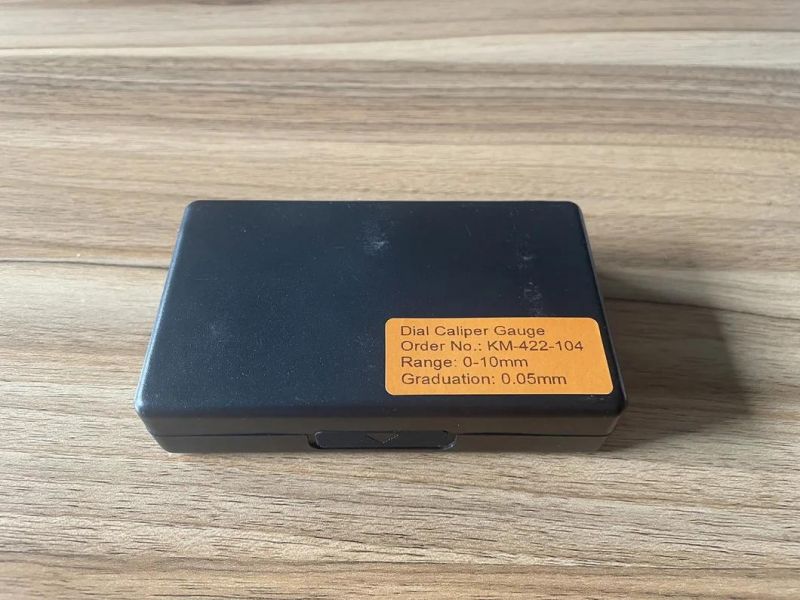 Dial Caliper Gauge
Order No.: KM-422-104
Range: 0-10mm
Graduation: 0.05mm